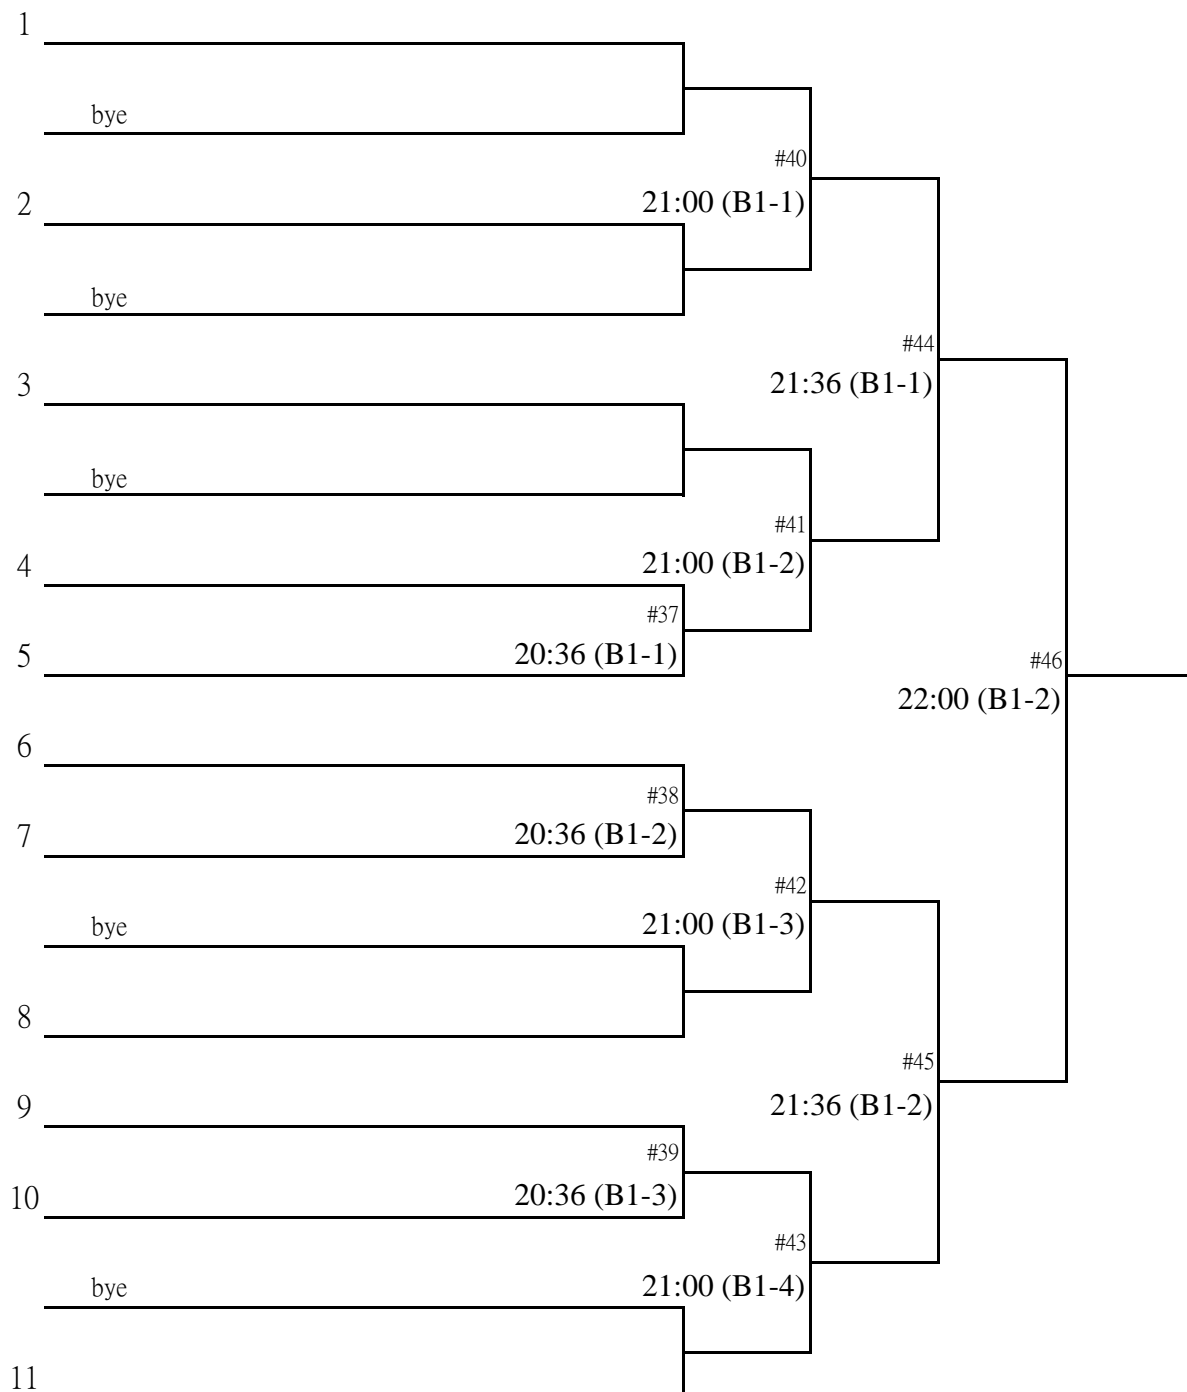 1
bye
#40
2
21:00 (B1-1)
bye
#44
3
21:36 (B1-1)
bye
#41
4
21:00 (B1-2)
#37
5
20:36 (B1-1)
#46
22:00 (B1-2)
6
#38
7
20:36 (B1-2)
#42
bye
21:00 (B1-3)
8
#45
9
21:36 (B1-2)
#39
10
20:36 (B1-3)
#43
bye
21:00 (B1-4)
11